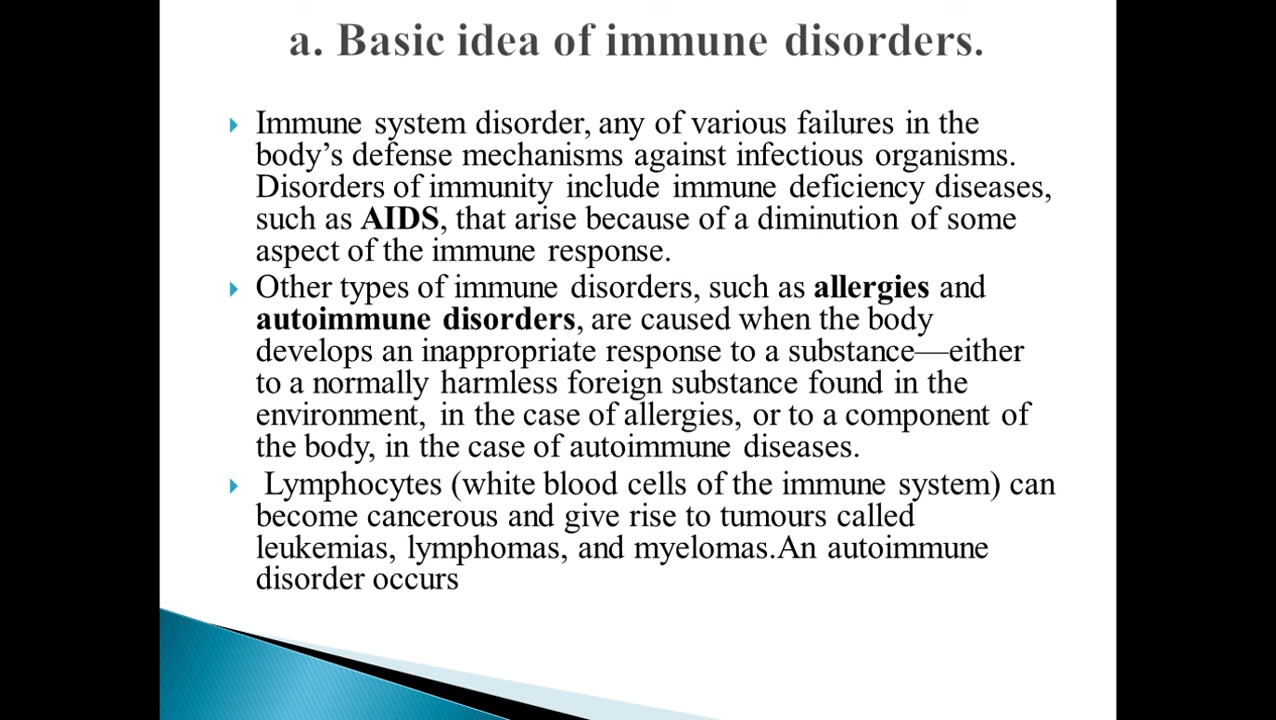 a. Basic idea of immune disorders.
Immune system disorder, any of various failures in the
body’s defense mechanisms against infectious organisms.
Disorders of immunity include immune deficiency diseases,
such as AIDS, that arise because of a diminution of some
aspect of the immune response.
Other types of immune disorders, such as allergies and
autoimmune disorders, are caused when the body
develops an inappropriate response to a substance—either
to a normally harmless foreign substance found in the
environment, in the case of allergies, or to a component of
the body, in the case of autoimmune diseases.
Lymphocytes (white blood cells of the immune system) can
become cancerous and give rise to tumours called
leukemias, lymphomas, and myelomas.An autoimmune
disorder occurs